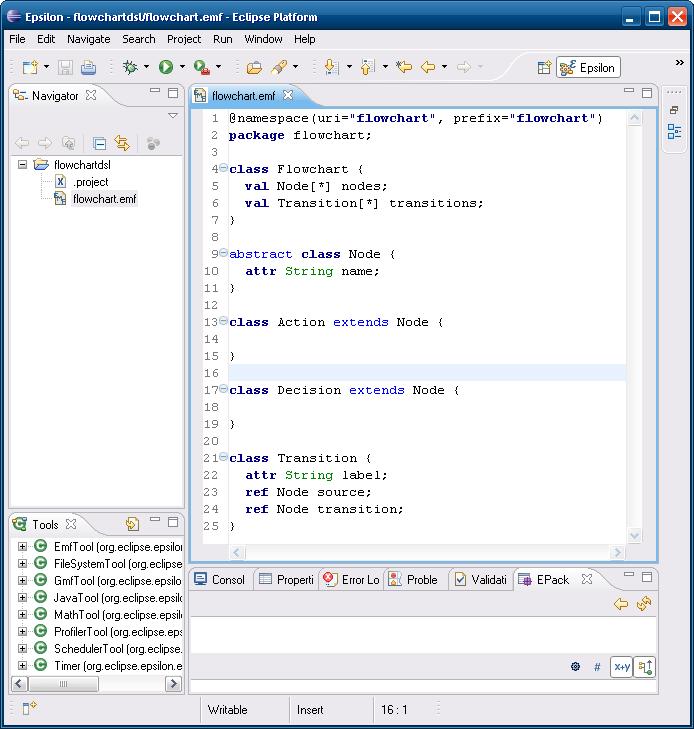 Epsilon - flowchartdsl/flowchart.emf - Eclipse Platform
File Edit Navigate Search Project Run Window Help
Epsilon
Navigator
flowchartdsl
.project
flowchart.emf
flowchart.emf
1 @namespace(uri="flowchart", prefix="flowchart")
2 package flowchart;
3
4 class Flowchart {
5 val Node[*] nodes;
6 val Transition[*] transitions;
7 }
8
9 abstract class Node {
10 attr String name;
11 }
12
13 class Action extends Node {
14
15 }
16
17 class Decision extends Node {
18
19 }
20
21 class Transition {
22 attr String label;
23 ref Node source;
24 ref Node transition;
25 }
Tools
EmfTool (org.eclipse.epsilon
FileSystemTool (org.eclipse
GmfTool (org.eclipse.epsilon
JavaTool (org.eclipse.epsilo
MathTool (org.eclipse.epsilo
ProfilerTool (org.eclipse.eps
SchedulerTool (org.eclipse.
Timer (org.eclipse.epsilon.e
Consol Properti Error Lo Proble Validati EPack
# x+y
Writable Insert 16 : 1